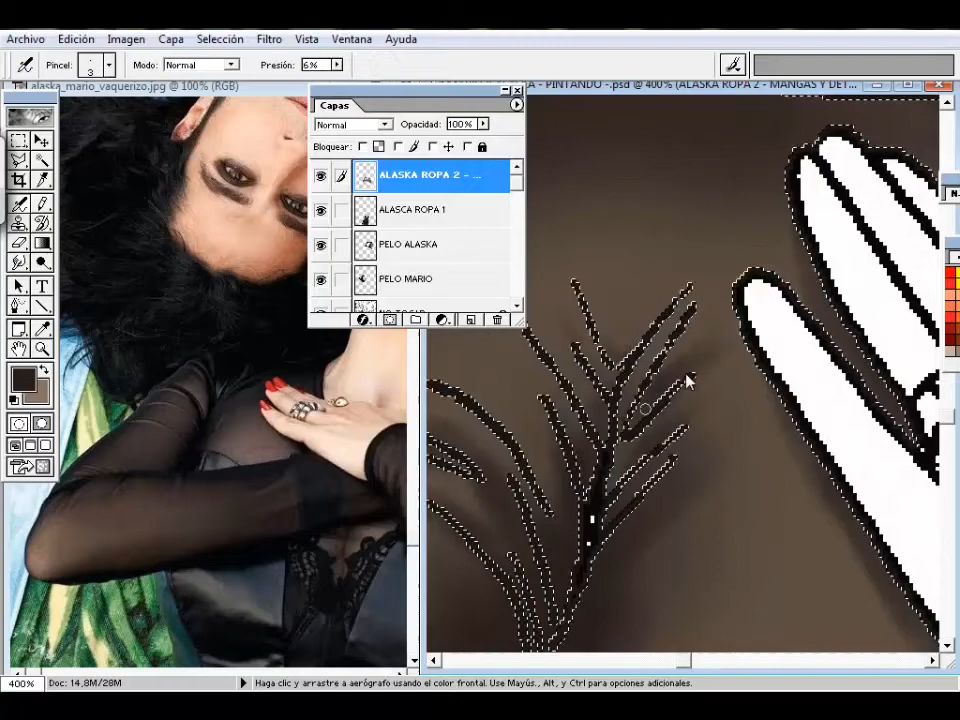 Archivo Edición Imagen Capa Selección Filtro Vista Ventana Ayuda
Pincel: 3 Modo: Normal Presión: 6%
alaska_mario_vaquerizo.jpg @ 100% (RGB)
- PINTANDO -.psd @ 400% (ALASKA ROPA 2 - MANGAS Y DET...
Capas
Normal Opacidad: 100%
Bloquear:
ALASKA ROPA 2 - ...
ALASCA ROPA 1
PELO ALASKA
PELO MARIO
N
400% Doc: 14,8M/28M Haga clic y arrastre a aerógrafo usando el color frontal. Use Mayús., Alt, y Ctrl para opciones adicionales.